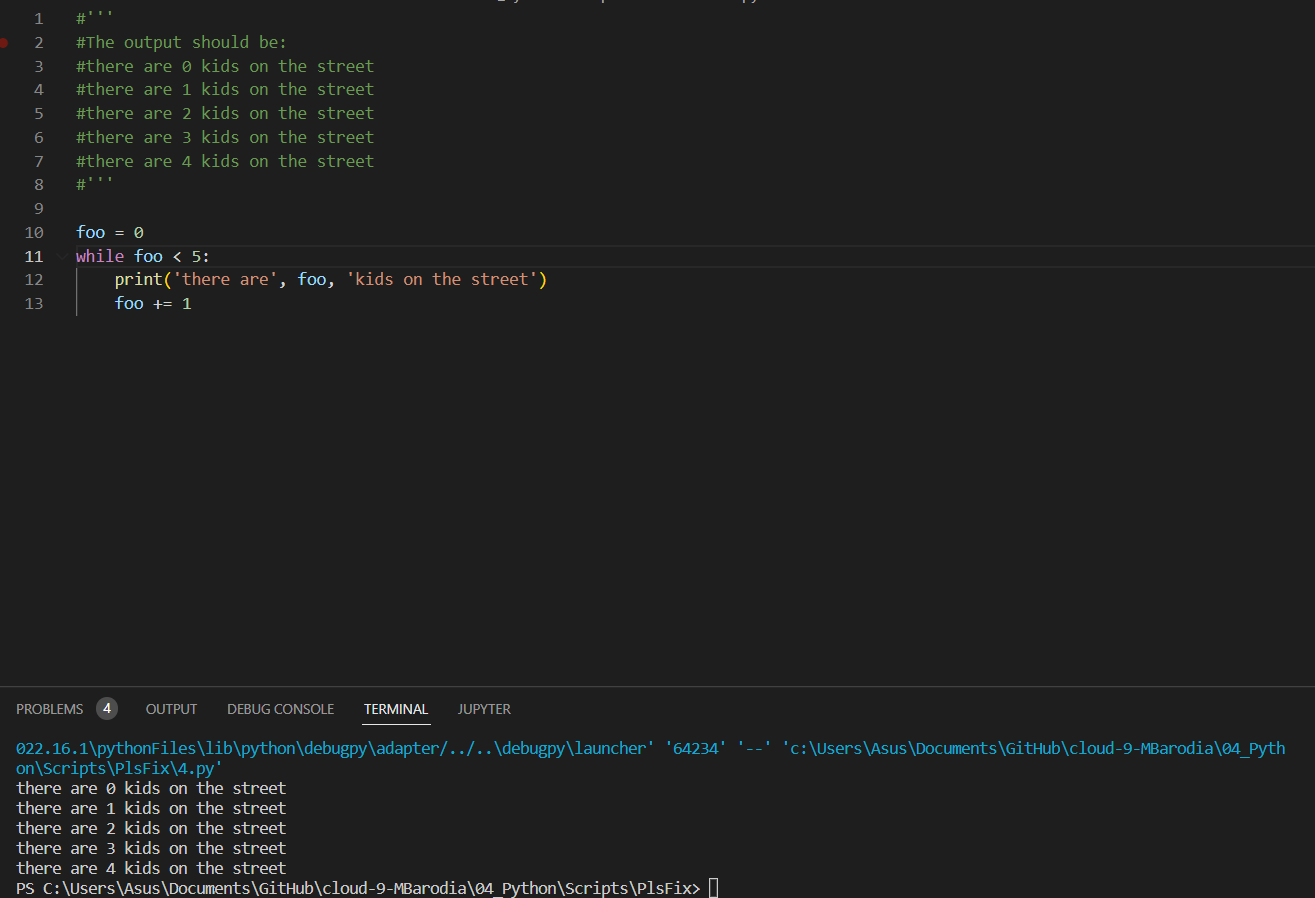 1 #'''
2 #The output should be:
3 #there are 0 kids on the street
4 #there are 1 kids on the street
5 #there are 2 kids on the street
6 #there are 3 kids on the street
7 #there are 4 kids on the street
8 #'''
9
10 foo = 0
11 while foo < 5:
12     print('there are', foo, 'kids on the street')
13     foo += 1
PROBLEMS 4 OUTPUT DEBUG CONSOLE TERMINAL JUPYTER
022.16.1\pythonFiles\lib\python\debugpy\adapter/../..\debugpy\launcher' '64234' '--' 'c:\Users\Asus\Documents\GitHub\cloud-9-MBarodia\04_Pyth
on\Scripts\PlsFix\4.py'
there are 0 kids on the street
there are 1 kids on the street
there are 2 kids on the street
there are 3 kids on the street
there are 4 kids on the street
PS C:\Users\Asus\Documents\GitHub\cloud-9-MBarodia\04_Python\Scripts\PlsFix>